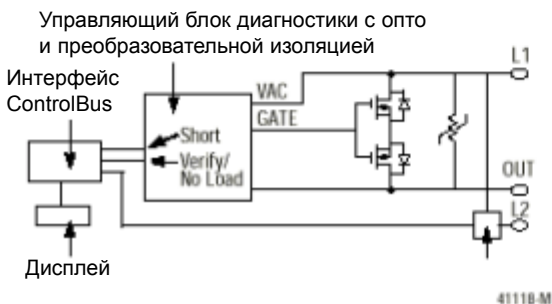 Управляющий блок диагностики с опто
и преобразовательной изоляцией
Интерфейс
ControlBus
VAC
GATE
Short
Verify/
No Load
L1
OUT
L2
Дисплей
41118-M